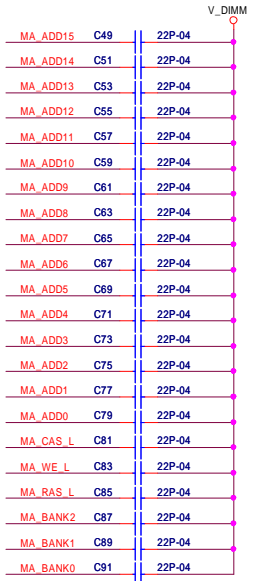 V_DIMM
MA_ADD15 C49 22P-04
MA_ADD14 C51 22P-04
MA_ADD13 C53 22P-04
MA_ADD12 C55 22P-04
MA_ADD11 C57 22P-04
MA_ADD10 C59 22P-04
MA_ADD9 C61 22P-04
MA_ADD8 C63 22P-04
MA_ADD7 C65 22P-04
MA_ADD6 C67 22P-04
MA_ADD5 C69 22P-04
MA_ADD4 C71 22P-04
MA_ADD3 C73 22P-04
MA_ADD2 C75 22P-04
MA_ADD1 C77 22P-04
MA_ADD0 C79 22P-04
MA_CAS_L C81 22P-04
MA_WE_L C83 22P-04
MA_RAS_L C85 22P-04
MA_BANK2 C87 22P-04
MA_BANK1 C89 22P-04
MA_BANK0 C91 22P-04